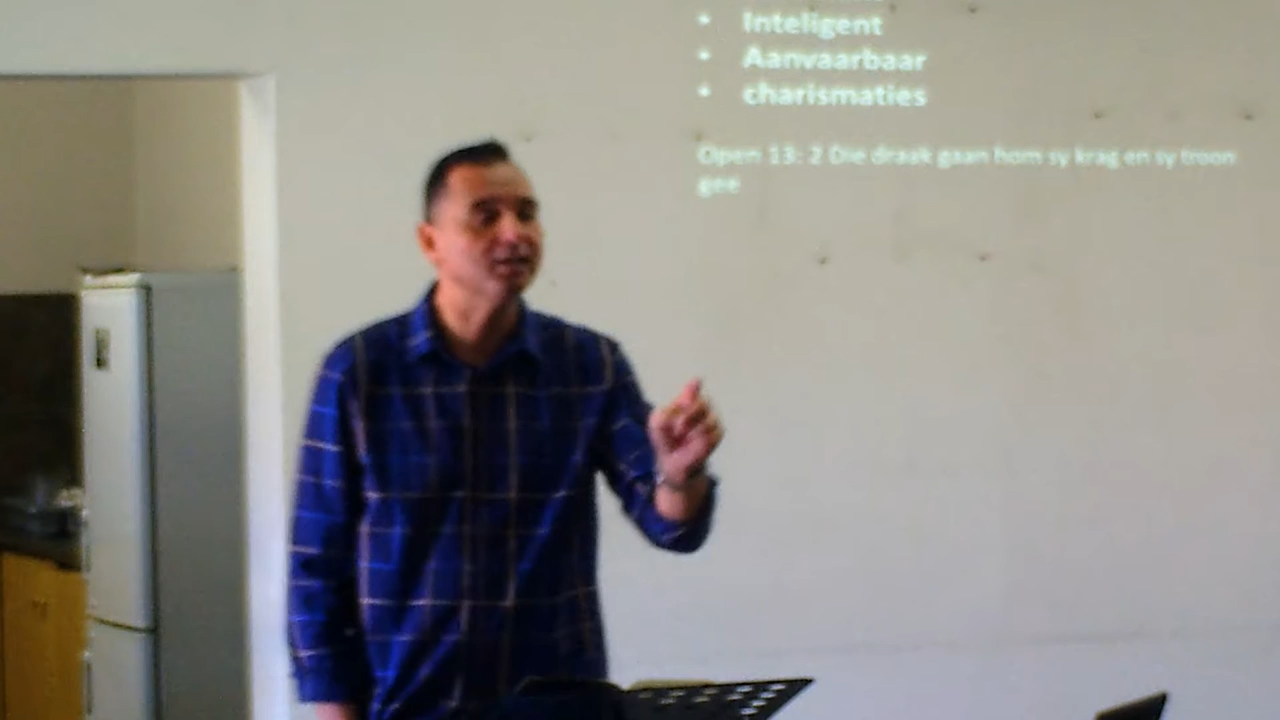 • Inteligent
• Aanvaarbaar
• charismaties
Open 13: 2 Die draak gaan hom sy krag en sy troon
gee